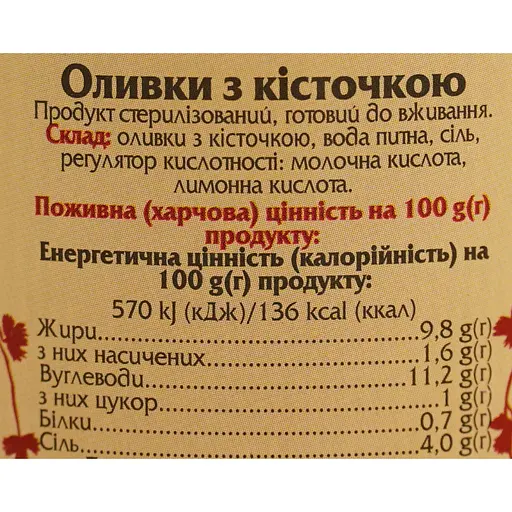 Оливки з кісточкою
Продукт стерилізований, готовий до вживання.
Склад: оливки з кісточкою, вода питна, сіль,
регулятор кислотності: молочна кислота,
лимонна кислота.
Поживна (харчова) цінність на 100 g(г)
продукту:
Енергетична цінність (калорійність) на
100 g(г) продукту:
570 kJ (кДж)/136 kcal (ккал)
Жири 9,8 g(г)
з них насичених 1,6 g(г)
Вуглеводи 11,2 g(г)
з них цукор 1 g(г)
Білки 0,7 g(г)
Сіль 4,0 g(г)